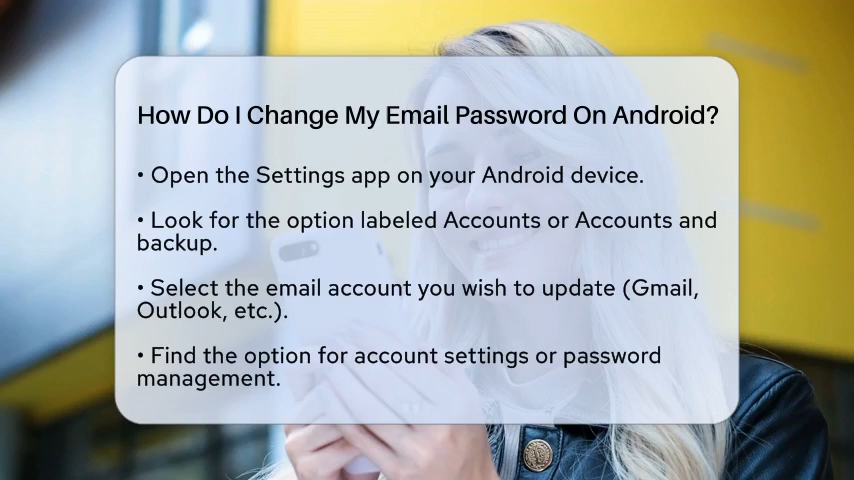 How Do I Change My Email Password On Android?
• Open the Settings app on your Android device.
• Look for the option labeled Accounts or Accounts and
backup.
• Select the email account you wish to update (Gmail,
Outlook, etc.).
• Find the option for account settings or password
management.